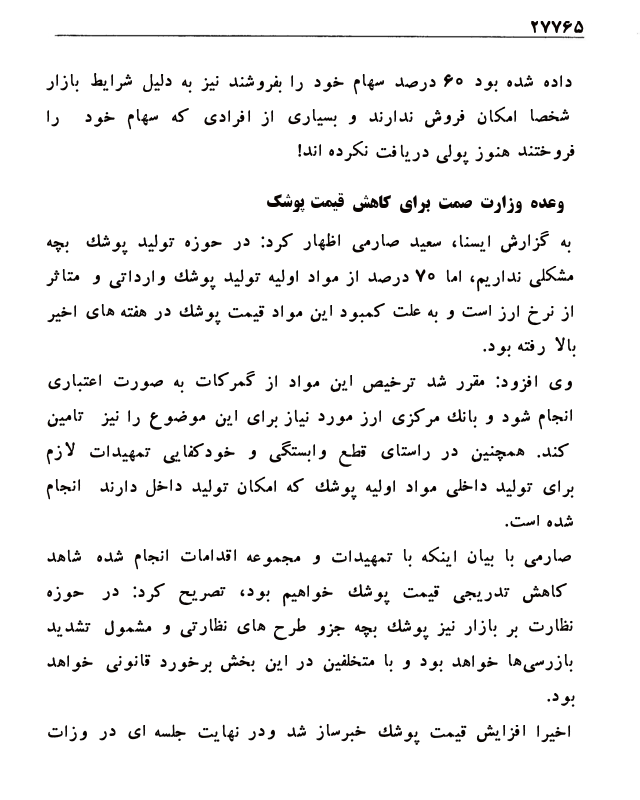 ۲۷۷۶۵
داده شده بود ۶۰ درصد سهام خود را بفروشند نیز به دلیل شرایط بازار
شخصا امکان فروش ندارند و بسیاری از افرادی که سهام خود را
فروختند هنوز پولی دریافت نکرده اند!
وعده وزارت صمت برای کاهش قیمت پوشک
به گزارش ایسنا، سعید صارمی اظهار کرد: در حوزه تولید پوشک بچه
مشکلی نداریم، اما ۷۰ درصد از مواد اولیه تولید پوشک وارداتی و متاثر
از نرخ ارز است و به علت کمبود این مواد قیمت پوشک در هفته های اخیر
بالا رفته بود.
وی افزود: مقرر شد ترخیص این مواد از گمرکات به صورت اعتباری
انجام شود و بانک مرکزی ارز مورد نیاز برای این موضوع را نیز تامین
کند. همچنین در راستای قطع وابستگی و خودکفایی تمهیدات لازم
برای تولید داخلی مواد اولیه پوشک که امکان تولید داخل دارند انجام
شده است.
صارمی با بیان اینکه با تمهیدات و مجموعه اقدامات انجام شده شاهد
کاهش تدریجی قیمت پوشک خواهیم بود، تصریح کرد: در حوزه
نظارت بر بازار نیز پوشک بچه جزو طرح های نظارتی و مشمول تشدید
بازرسی‌ها خواهد بود و با متخلفین در این بخش برخورد قانونی خواهد
بود.
اخیرا افزایش قیمت پوشک خبرساز شد ودر نهایت جلسه ای در وزات